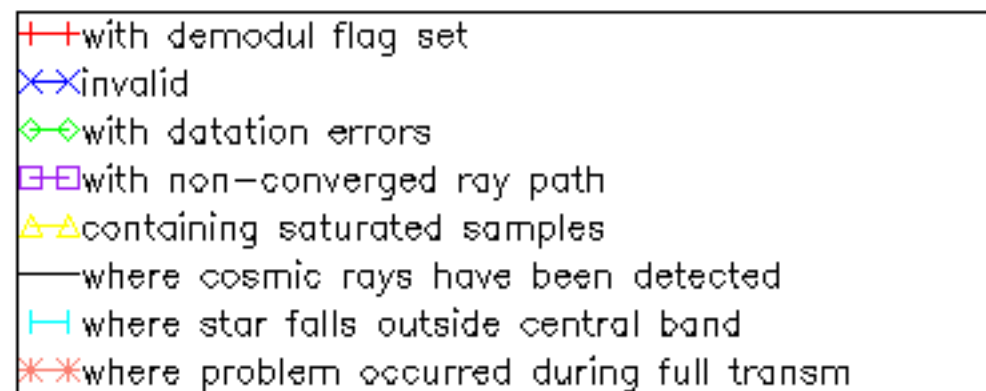 with demodul flag set
invalid
with datation errors
with non-converged ray path
containing saturated samples
where cosmic rays have been detected
where star falls outside central band
where problem occurred during full transm